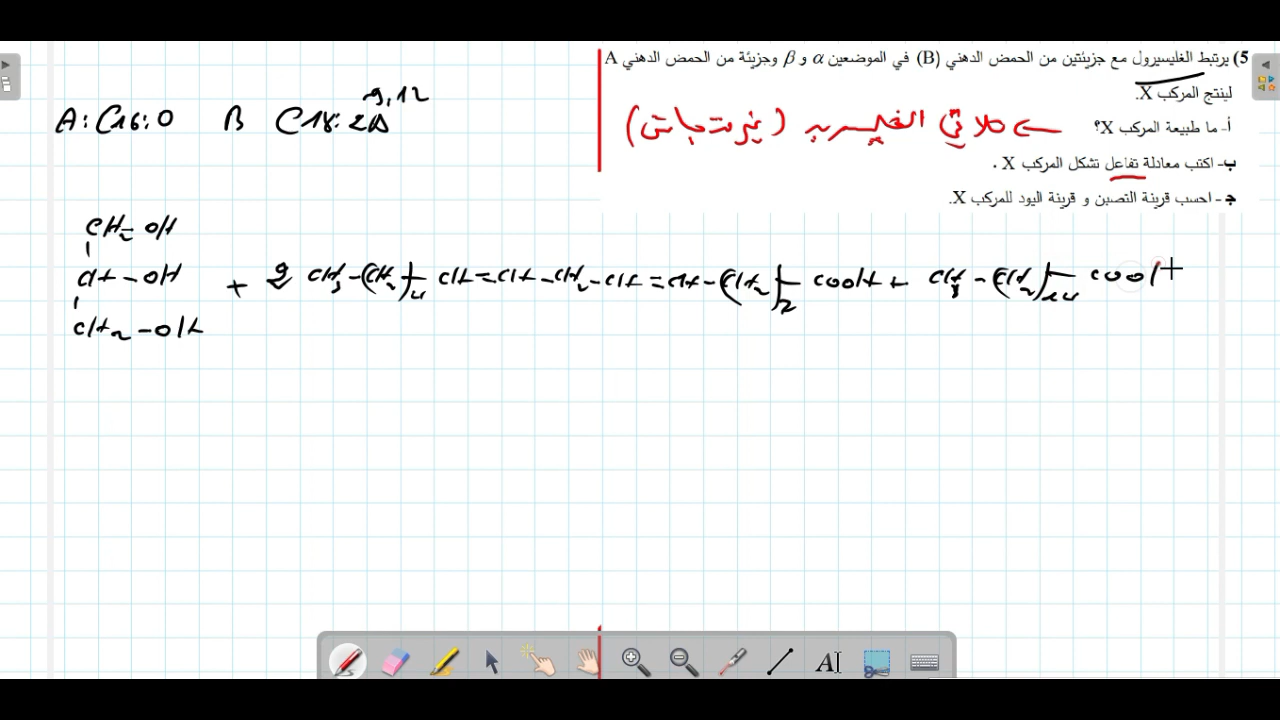 5) يرتبط الغليسيرول مع جزيئتين من الحمض الدهني (B) في الموضعين α و β وجزيئة من الحمض الدهني A
لينتج المركب X.
أ- ما طبيعة المركب X؟
ب- اكتب معادلة تفاعل تشكل المركب X .
ج- احسب قرينة التصبن و قرينة اليود للمركب X.
A: C16:0 B C18:2Δ9,12
CH2-OH
CH-OH + 2 CH3-(CH2)4-CH=CH-CH2-CH=CH-(CH2)7-COOH + CH3-(CH2)14-COOH
CH2-OH